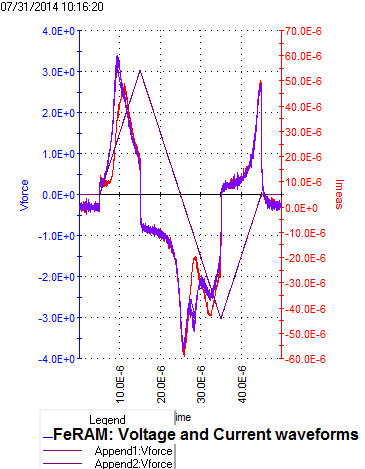 07/31/2014 10:16:20
4.0E+0
3.0E+0
2.0E+0
1.0E+0
0.0E+0
-1.0E+0
-2.0E+0
-3.0E+0
-4.0E+0
Vforce
70.0E-6
60.0E-6
50.0E-6
40.0E-6
30.0E-6
20.0E-6
10.0E-6
0.0E+0
-10.0E-6
-20.0E-6
-30.0E-6
-40.0E-6
-50.0E-6
-60.0E-6
Imeas
10.0E-6
20.0E-6
30.0E-6
40.0E-6
ime
Legend
FeRAM: Voltage and Current waveforms
Append1:Vforce
Append2:Vforce